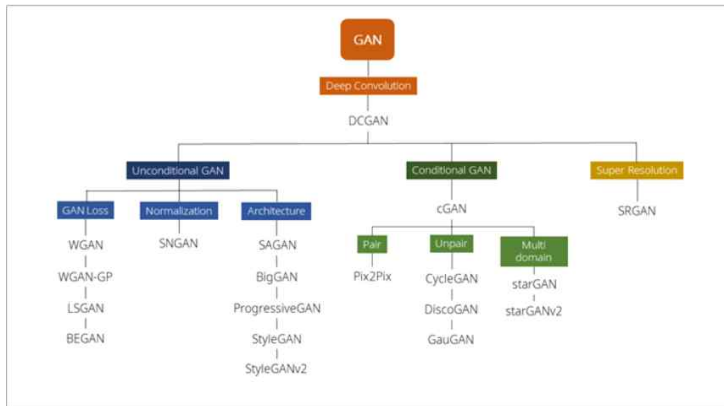 GAN
Deep Convolution
DCGAN
Unconditional GAN
Conditional GAN
Super Resolution
GAN Loss
Normalization
Architecture
cGAN
SRGAN
WGAN
WGAN-GP
LSGAN
BEGAN
SNGAN
SAGAN
BigGAN
ProgressiveGAN
StyleGAN
StyleGANv2
Pair
Unpair
Multi
domain
Pix2Pix
CycleGAN
DiscoGAN
GauGAN
starGAN
starGANv2